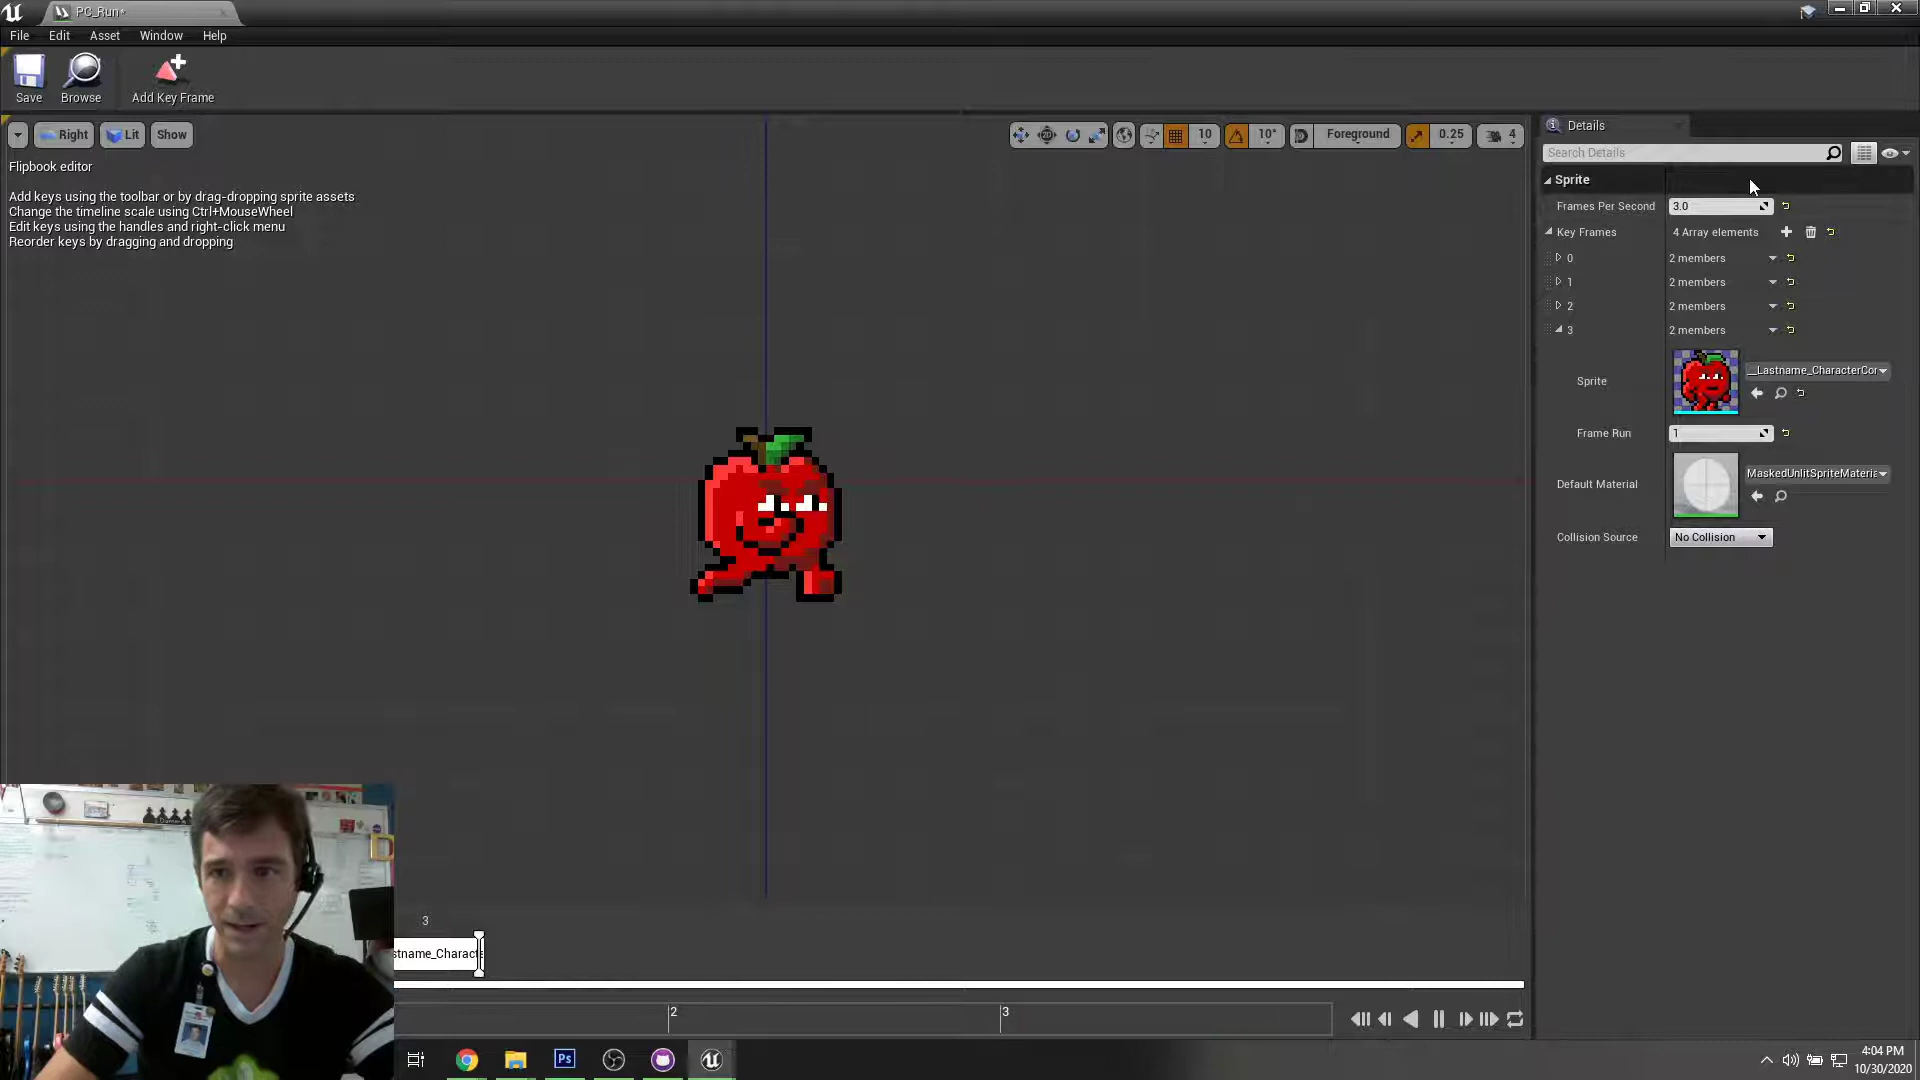 PC_Run*
File Edit Asset Window Help
Save Browse Add Key Frame
Right Lit Show
10 10° Foreground 0.25 4
Flipbook editor
Add keys using the toolbar or by drag-dropping sprite assets
Change the timeline scale using Ctrl+MouseWheel
Edit keys using the handles and right-click menu
Reorder keys by dragging and dropping
Details
Search Details
Sprite
Frames Per Second 3.0
Key Frames 4 Array elements
0 2 members
1 2 members
2 2 members
3 2 members
Sprite __Lastname_CharacterCor
Frame Run 1
Default Material MaskedUnlitSpriteMateria
Collision Source No Collision
3
stname_Characte
2 3
Ps
4:04 PM
10/30/2020